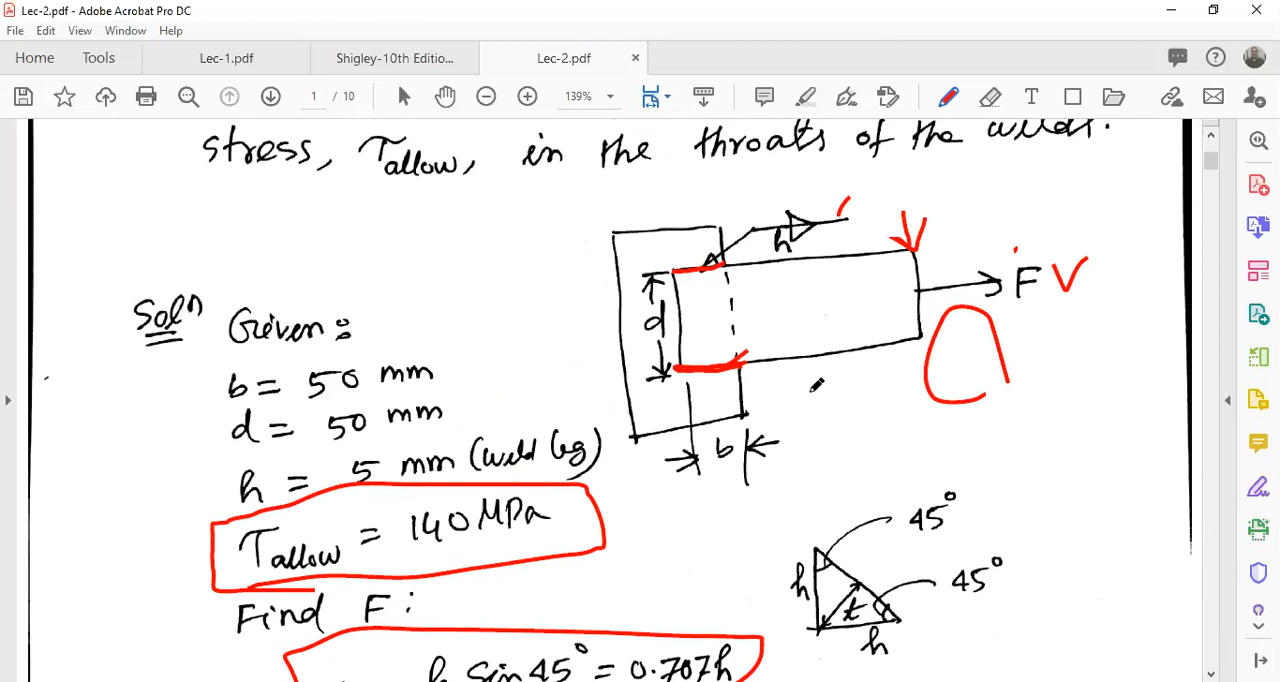 Lec-2.pdf - Adobe Acrobat Pro DC
File Edit View Window Help
Home Tools Lec-1.pdf Shigley-10th Editio... Lec-2.pdf ×
1 / 10 139%
stress, τallow, in the throats of the welds.
h
F V
d
b
Soln Given:
b = 50 mm
d = 50 mm
h = 5 mm (weld leg)
τallow = 140 MPa
Find F:
h sin 45° = 0.707h
45°
45°
h
t
h